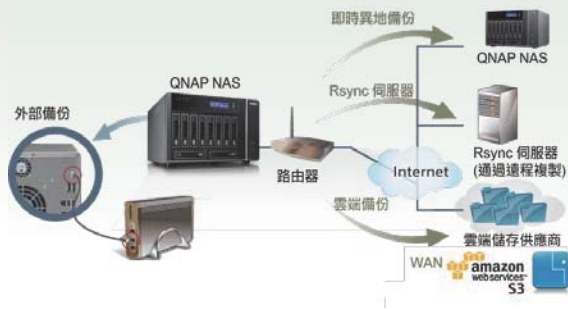 即時異地備份
QNAP NAS
QNAP NAS
Rsync 伺服器
外部備份
路由器
Internet
Rsync 伺服器
(通過遠程複製)
雲端備份
雲端儲存供應商
WAN
amazon
webservices™
S3